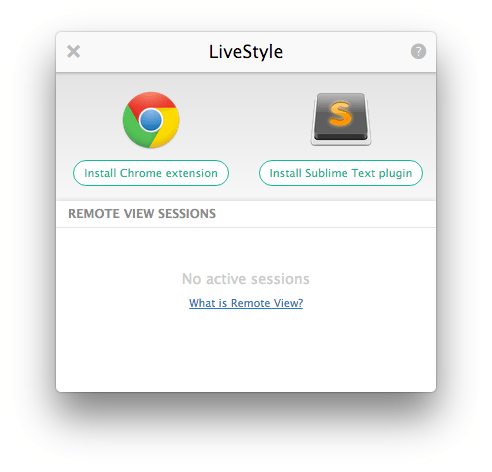 LiveStyle
?
S
Install Chrome extension
Install Sublime Text plugin
REMOTE VIEW SESSIONS
No active sessions
What is Remote View?